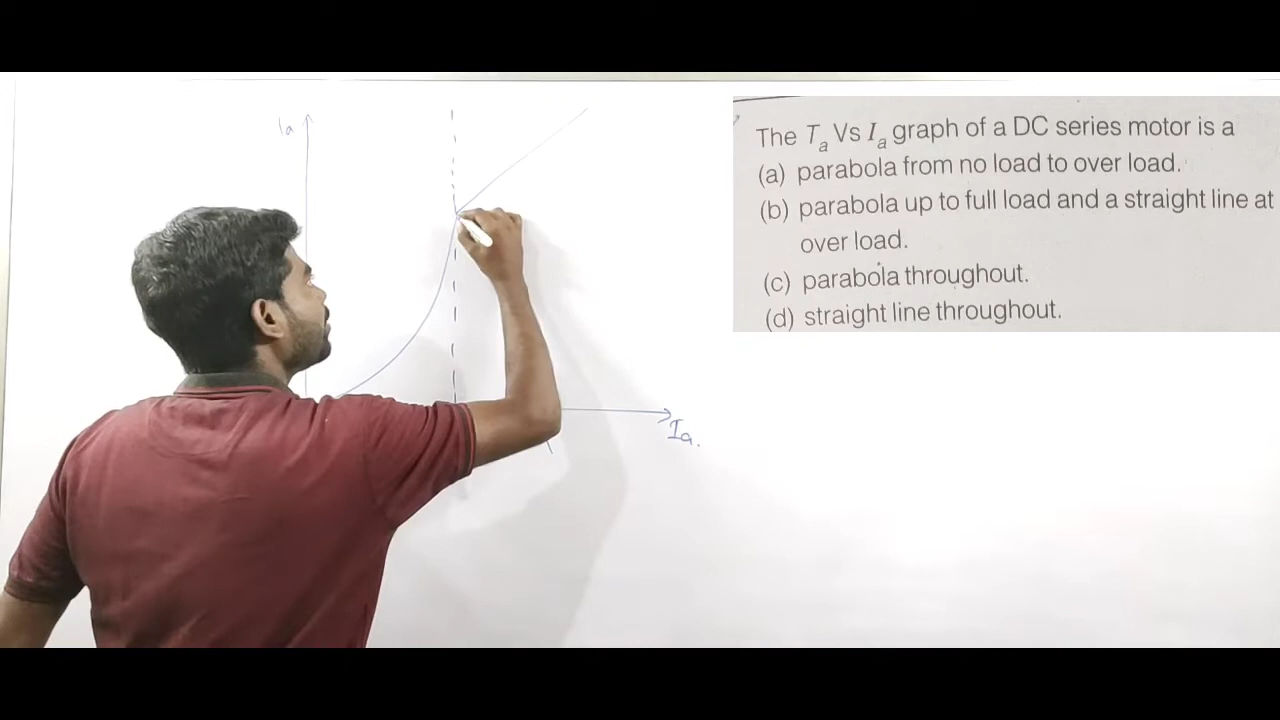 Ia
Ia.
The Ta Vs Ia graph of a DC series motor is a
(a) parabola from no load to over load.
(b) parabola up to full load and a straight line at
over load.
(c) parabola throughout.
(d) straight line throughout.